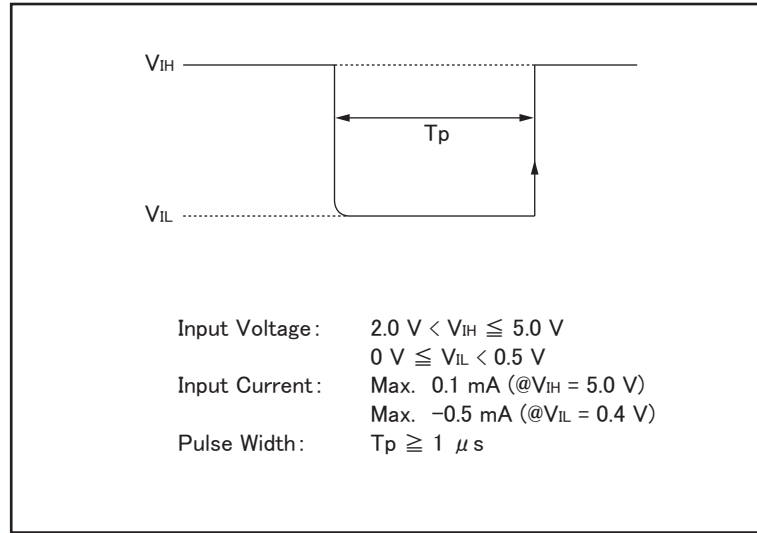 VIH
Tp
VIL
Input Voltage: 2.0 V < VIH ≦ 5.0 V
0 V ≦ VIL < 0.5 V
Input Current: Max. 0.1 mA (@VIH = 5.0 V)
Max. -0.5 mA (@VIL = 0.4 V)
Pulse Width: Tp ≧ 1 μs